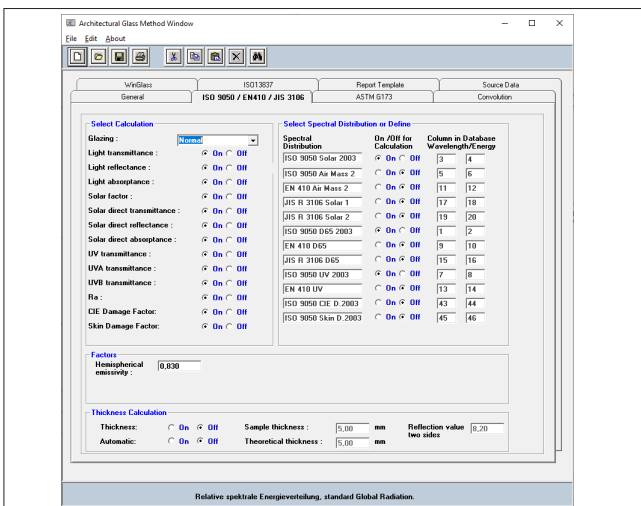 Architectural Glass Method Window
File Edit About
WinGlass ISO13837 Report Template Source Data
General ISO 9050 / EN410 / JIS 3106 ASTM G173 Convolution
Select Calculation
Glazing : Normal
Light transmittance : On Off
Light reflectance : On Off
Light absorptance : On Off
Solar factor : On Off
Solar direct transmittance : On Off
Solar direct reflectance : On Off
Solar direct absorptance : On Off
UV transmittance : On Off
UVA transmittance : On Off
UVB transmittance : On Off
Ra : On Off
CIE Damage Factor: On Off
Skin Damage Factor: On Off
Select Spectral Distribution or Define
Spectral Distribution On /Off for Calculation Column in Database Wavelength/Energy
ISO 9050 Solar 2003 On Off 3 4
ISO 9050 Air Mass 2 On Off 5 6
EN 410 Air Mass 2 On Off 11 12
JIS R 3106 Solar 1 On Off 17 18
JIS R 3106 Solar 2 On Off 19 20
ISO 9050 D65 2003 On Off 1 2
EN 410 D65 On Off 9 10
JIS R 3106 D65 On Off 15 16
ISO 9050 UV 2003 On Off 7 8
EN 410 UV On Off 13 14
ISO 9050 CIE D.2003 On Off 43 44
ISO 9050 Skin D.2003 On Off 45 46
Factors
Hemispherical emissivity : 0,830
Thickness Calculation
Thickness: On Off Sample thickness : 5,00 mm Reflection value two sides 8,20
Automatic: On Off Theoretical thickness : 5,00 mm
Relative spektrale Energieverteilung, standard Global Radiation.